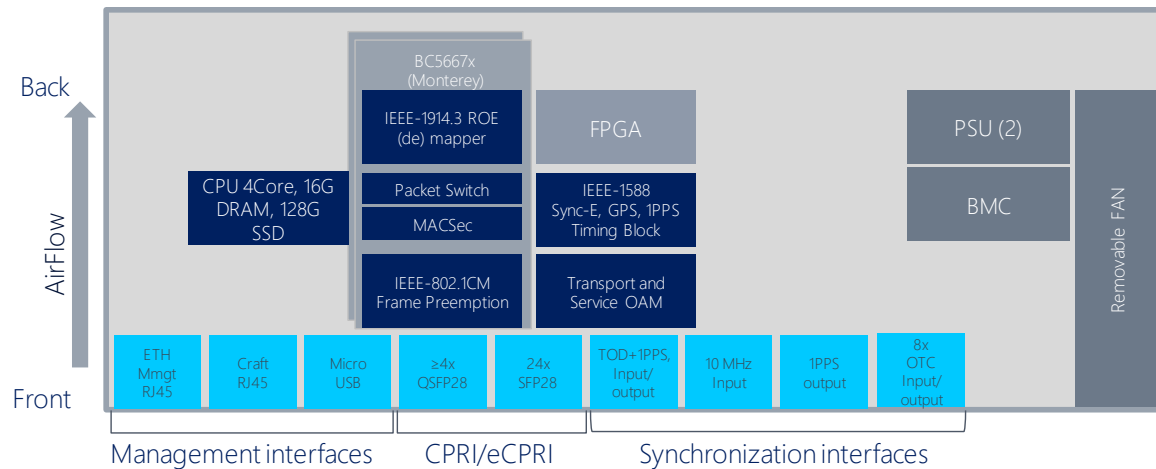 BC5667x
(Monterey)
Back
IEEE-1914.3 ROE
(de) mapper
FPGA
PSU (2)
CPU 4Core, 16G
DRAM, 128G
SSD
Packet Switch
MACSec
IEEE-1588
Sync-E, GPS, 1PPS
Timing Block
BMC
AirFlow
Removable FAN
IEEE-802.1CM
Frame Preemption
Transport and
Service OAM
Front
ETH
Mmgt
RJ45
Craft
RJ45
Micro
USB
≥4x
QSFP28
24x
SFP28
TOD+1PPS,
Input/
output
10 MHz
Input
1PPS
output
8x
OTC
Input/
output
Management interfaces
CPRI/eCPRI
Synchronization interfaces